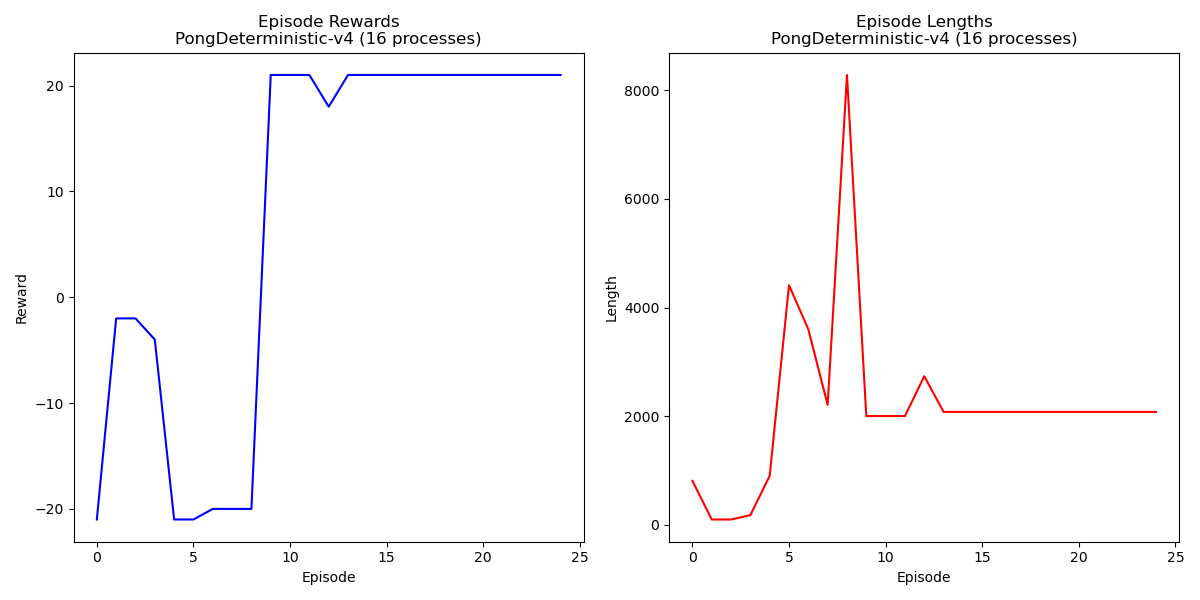 Episode Rewards
PongDeterministic-v4 (16 processes)
20
10
0
−10
−20
Reward
0
5
10
15
20
25
Episode
Episode Lengths
PongDeterministic-v4 (16 processes)
8000
6000
4000
2000
0
Length
0
5
10
15
20
25
Episode